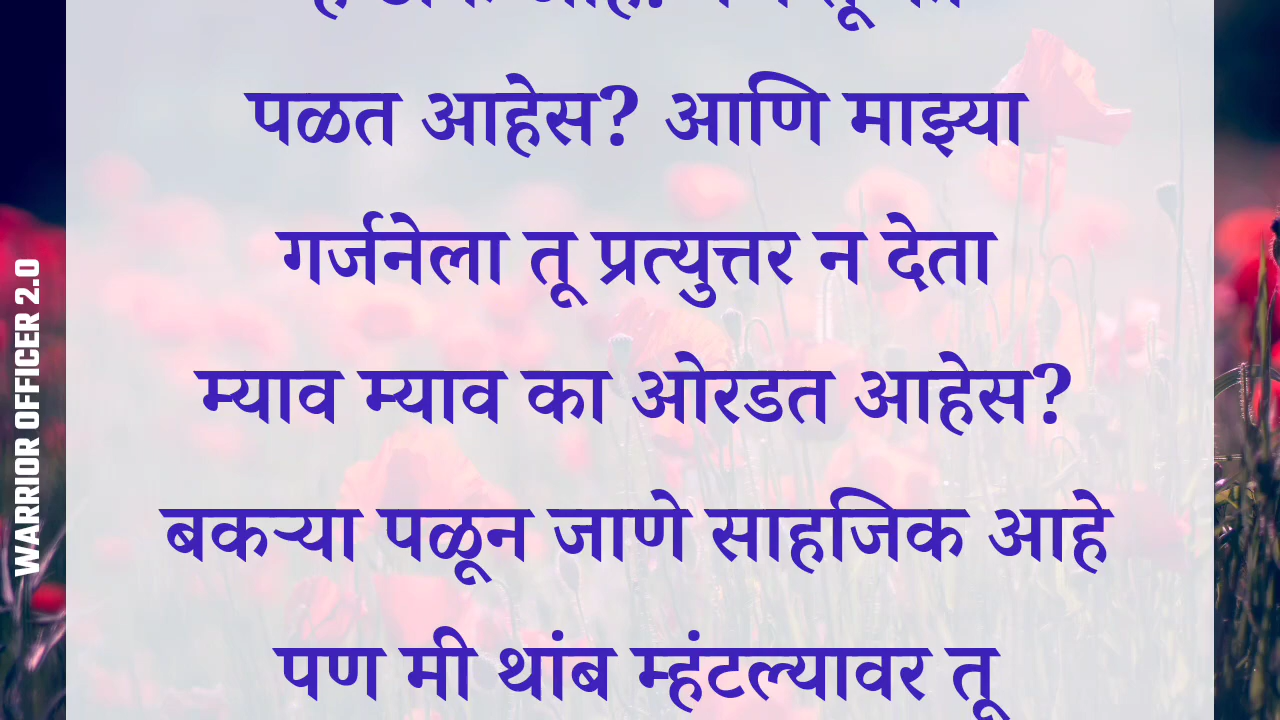 पळत आहेस? आणि माझ्या
गर्जनेला तू प्रत्युत्तर न देता
म्याव म्याव का ओरडत आहेस?
बकऱ्या पळून जाणे साहजिक आहे
पण मी थांब म्हंटल्यावर तू
WARRIOR OFFICER 2.0